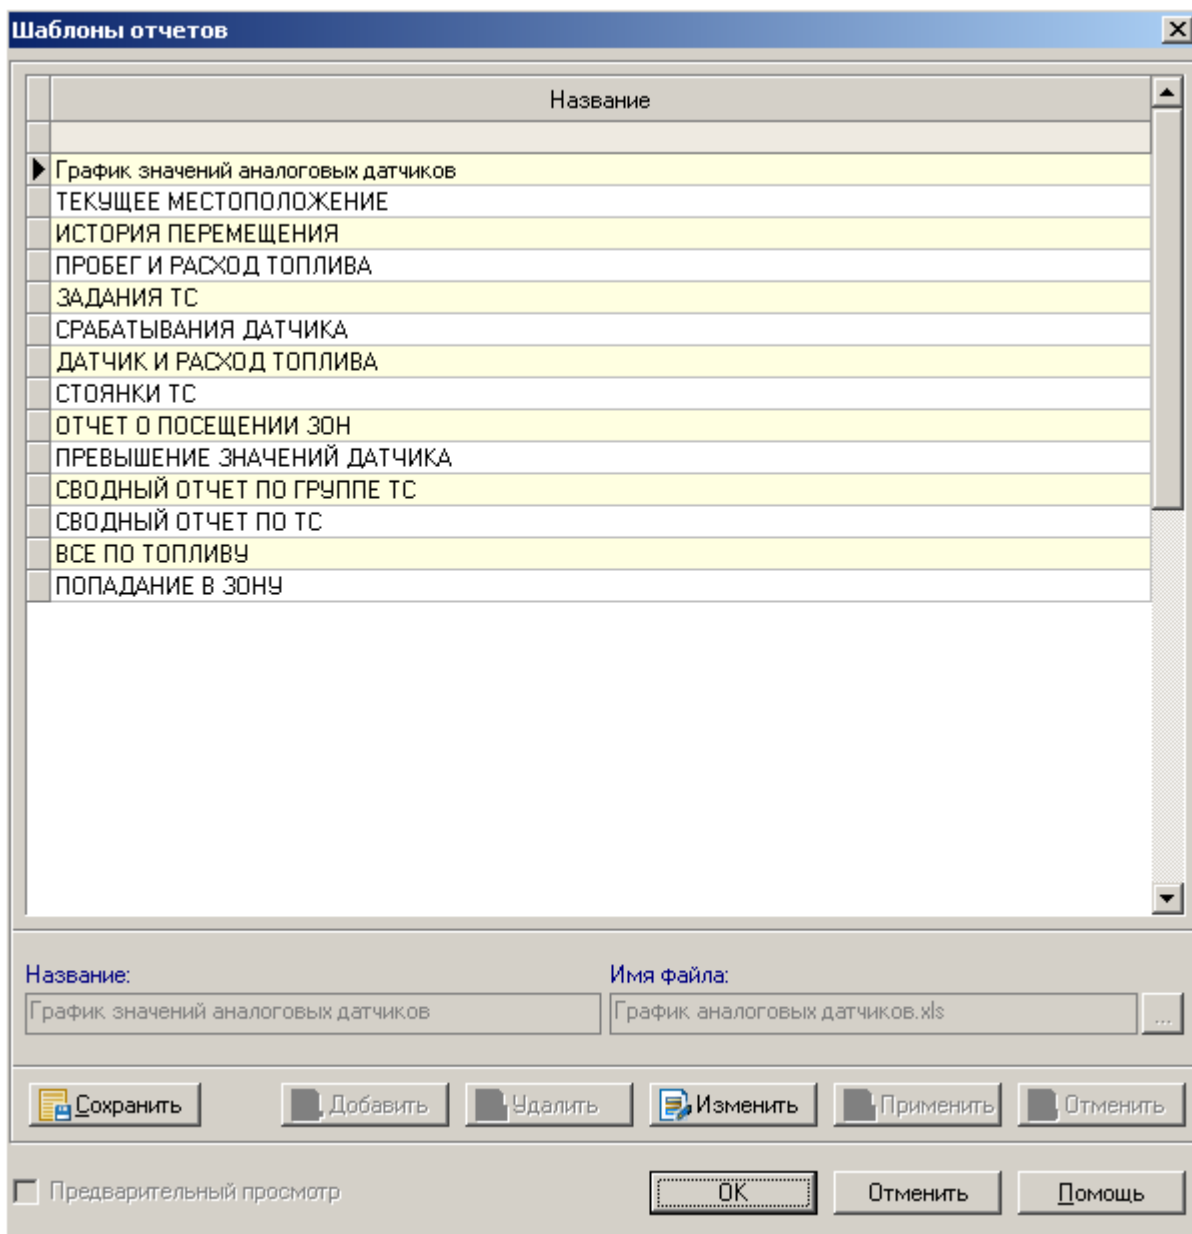 Шаблоны отчетов
Название
График значений аналоговых датчиков
ТЕКУЩЕЕ МЕСТОПОЛОЖЕНИЕ
ИСТОРИЯ ПЕРЕМЕЩЕНИЯ
ПРОБЕГ И РАСХОД ТОПЛИВА
ЗАДАНИЯ ТС
СРАБАТЫВАНИЯ ДАТЧИКА
ДАТЧИК И РАСХОД ТОПЛИВА
СТОЯНКИ ТС
ОТЧЕТ О ПОСЕЩЕНИИ ЗОН
ПРЕВЫШЕНИЕ ЗНАЧЕНИЙ ДАТЧИКА
СВОДНЫЙ ОТЧЕТ ПО ГРУППЕ ТС
СВОДНЫЙ ОТЧЕТ ПО ТС
ВСЕ ПО ТОПЛИВУ
ПОПАДАНИЕ В ЗОНУ
Название: Имя файла:
График значений аналоговых датчиков График аналоговых датчиков.xls ...
Сохранить Добавить Удалить Изменить Применить Отменить
Предварительный просмотр OK Отменить Помощь